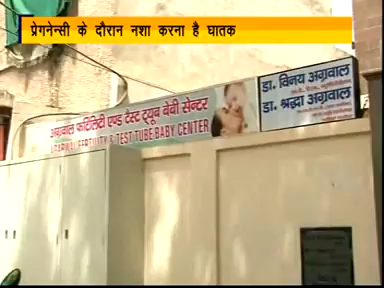 प्रेगनेन्सी के दौरान नशा करना है घातक
अग्रवाल फर्टिलिटी एण्ड टैस्ट ट्यूब बेबी सेन्टर
AGARWAL FERTILITY & TEST TUBE BABY CENTER
डा. विनय अग्रवाल
डा. श्रद्धा अग्रवाल